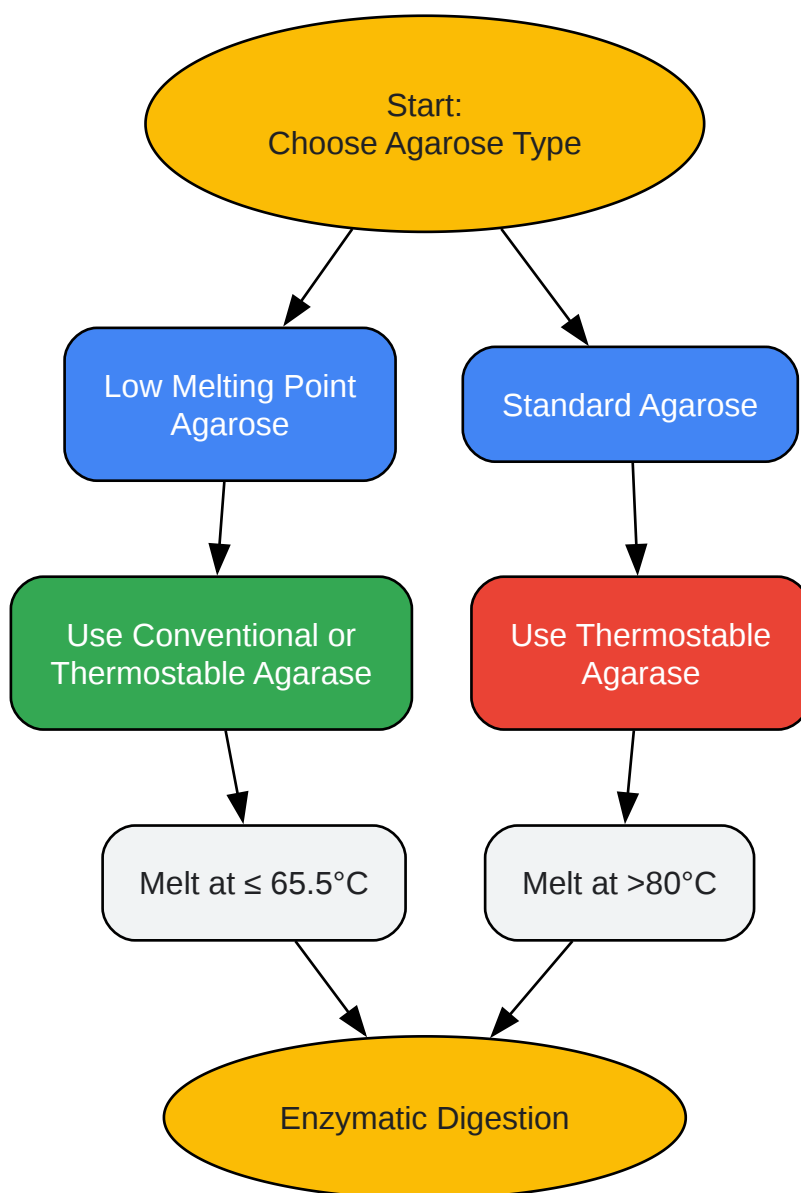 Start:
Choose Agarose Type
Low Melting Point
Agarose
Standard Agarose
Use Conventional or
Thermostable Agarase
Use Thermostable
Agarase
Melt at ≤ 65.5°C
Melt at >80°C
Enzymatic Digestion